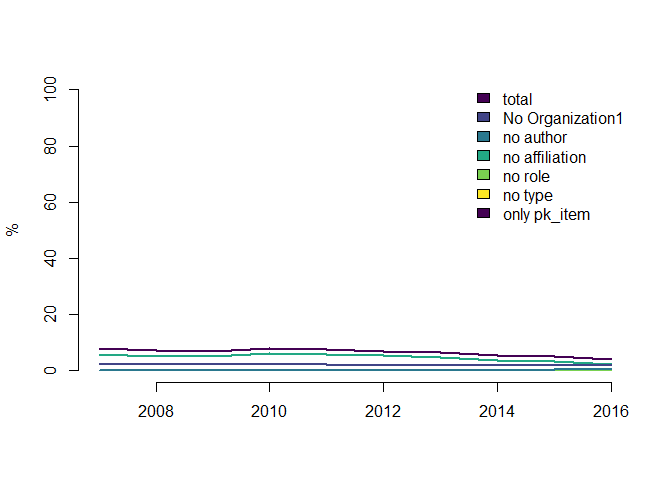 %
100
80
60
40
20
0
total
No Organization1
no author
no affiliation
no role
no type
only pk_item
2008 2010 2012 2014 2016